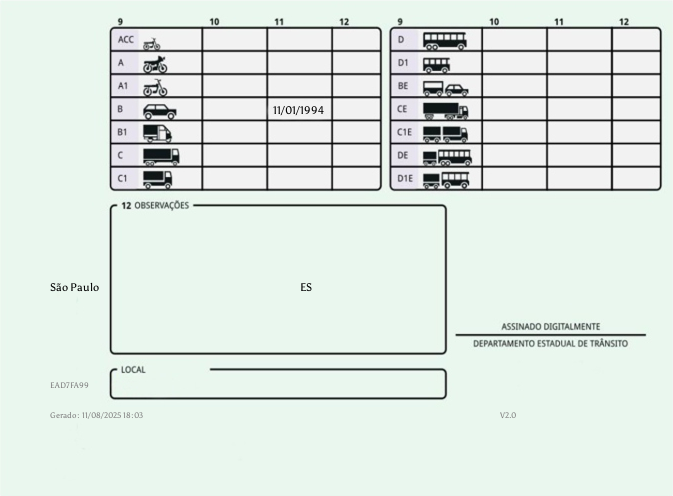 9 10 11 12 9 10 11 12
ACC D
A D1
A1 BE
B 11/01/1994 CE
B1 C1E
C DE
C1 D1E
12 OBSERVAÇÕES
São Paulo ES
ASSINADO DIGITALMENTE
DEPARTAMENTO ESTADUAL DE TRÂNSITO
LOCAL
EAD7FA99
Gerado: 11/08/2025 18:03 V2.0